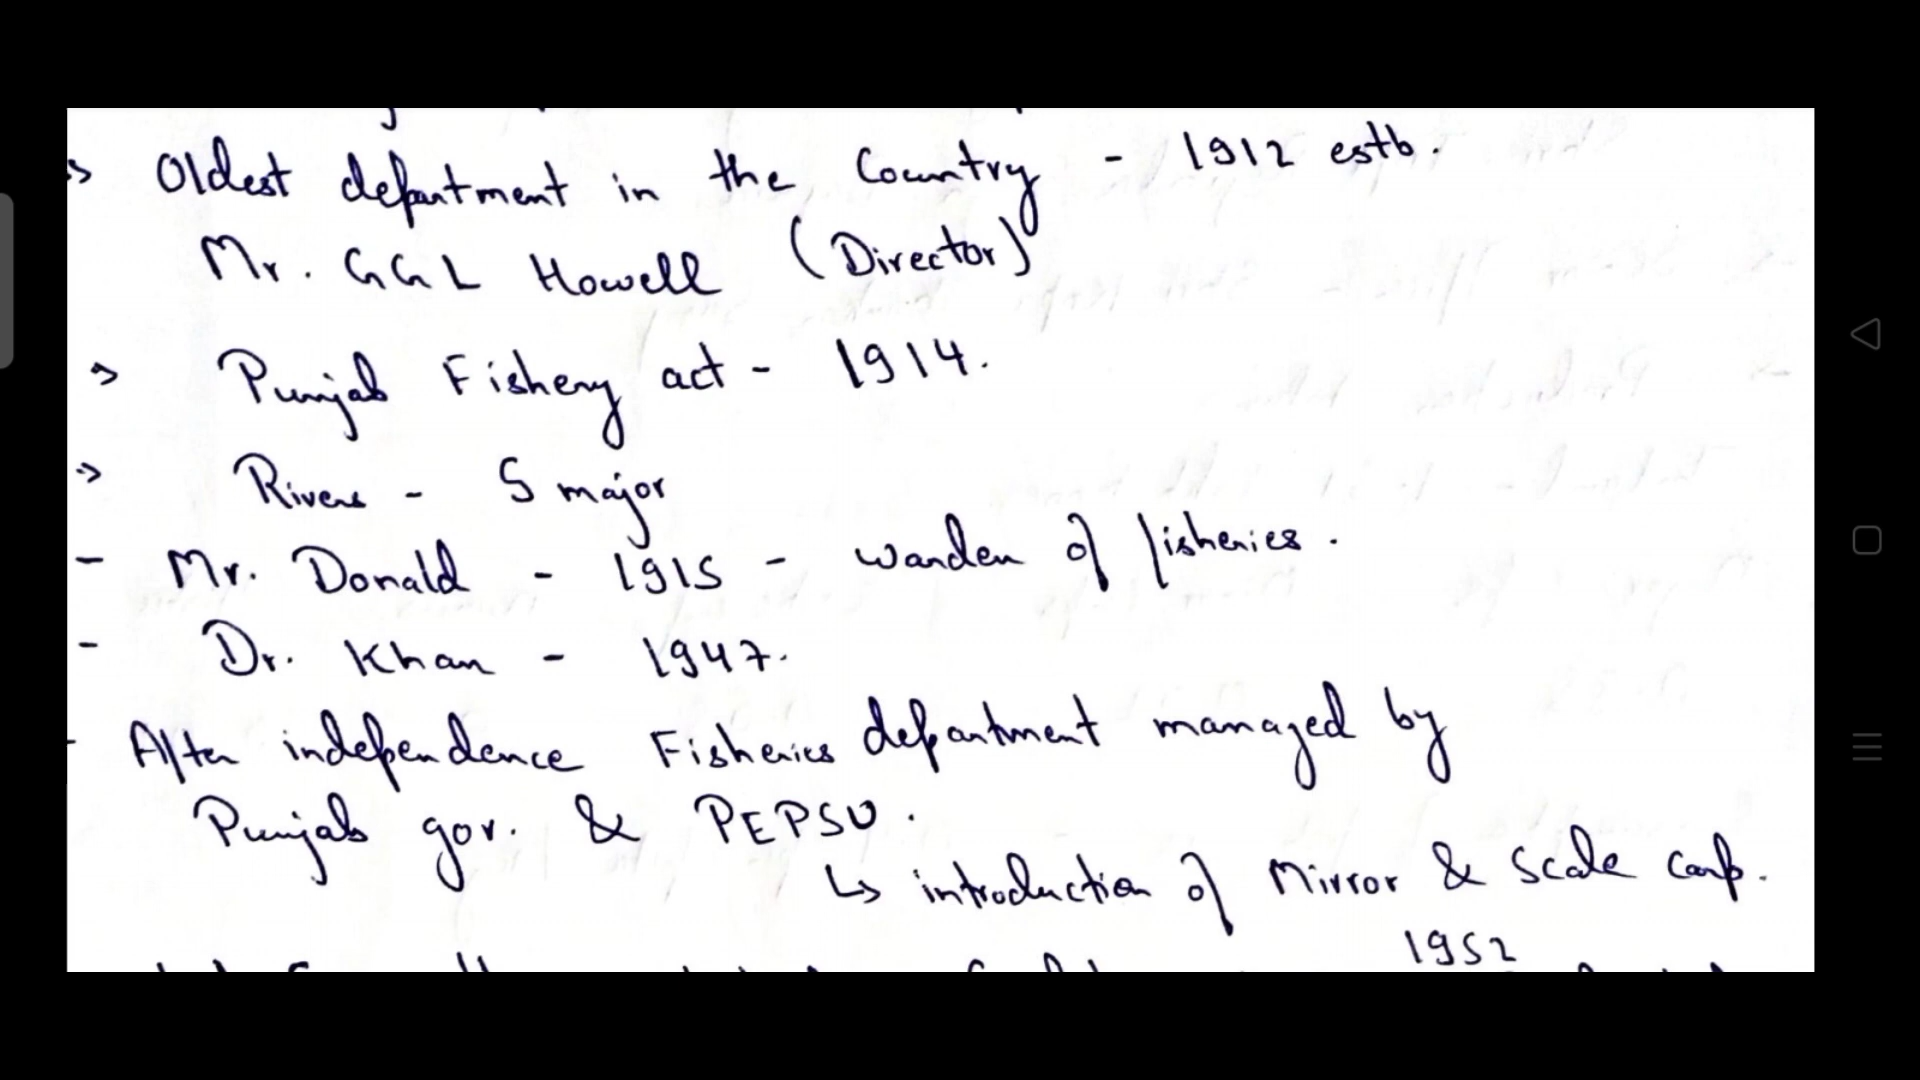 -> Oldest department in the Country - 1912 estb.
Mr. GGL Howell (Director)
-> Punjab Fishery act - 1914.
-> Rivers - 5 major
- Mr. Donald - 1915 - warden of fisheries.
- Dr. Khan - 1947.
- After independence Fisheries department managed by
Punjab gov. & PEPSU.
↳ introduction of Mirror & Scale carp.
1952